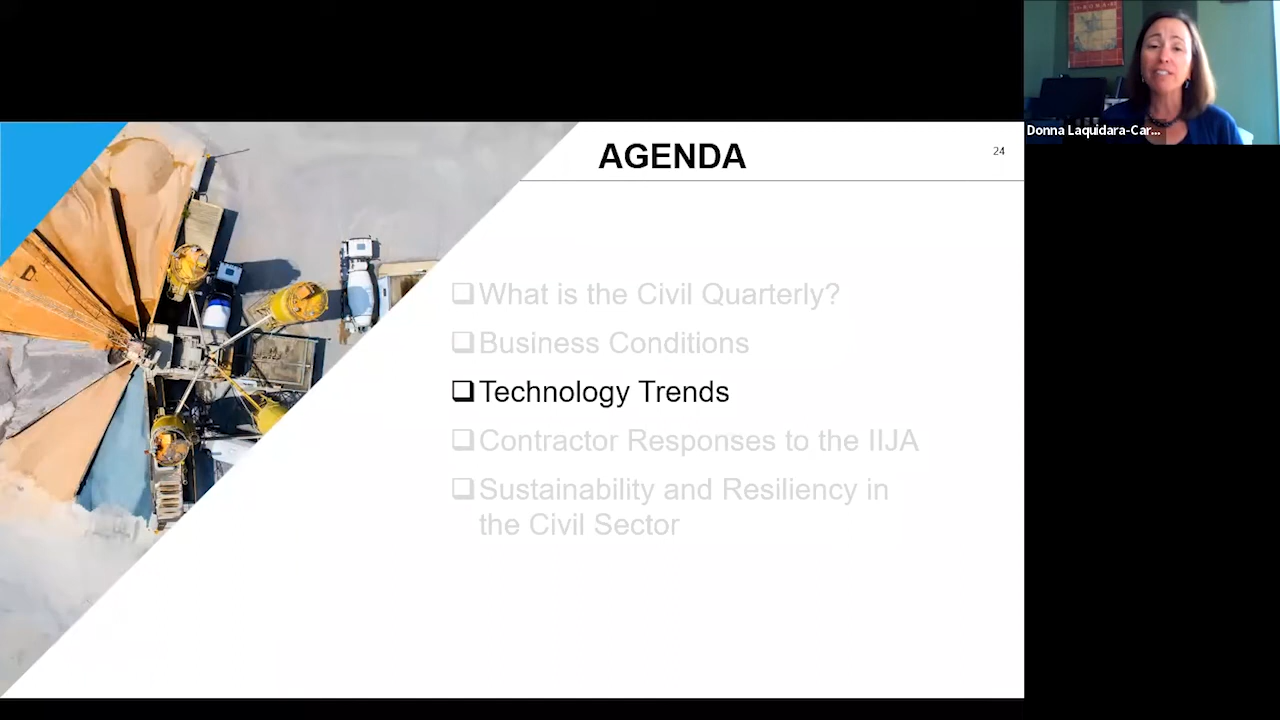 Donna Laquidara-Car...
AGENDA
24
❑What is the Civil Quarterly?
❑Business Conditions
❑Technology Trends
❑Contractor Responses to the IIJA
❑Sustainability and Resiliency in
the Civil Sector